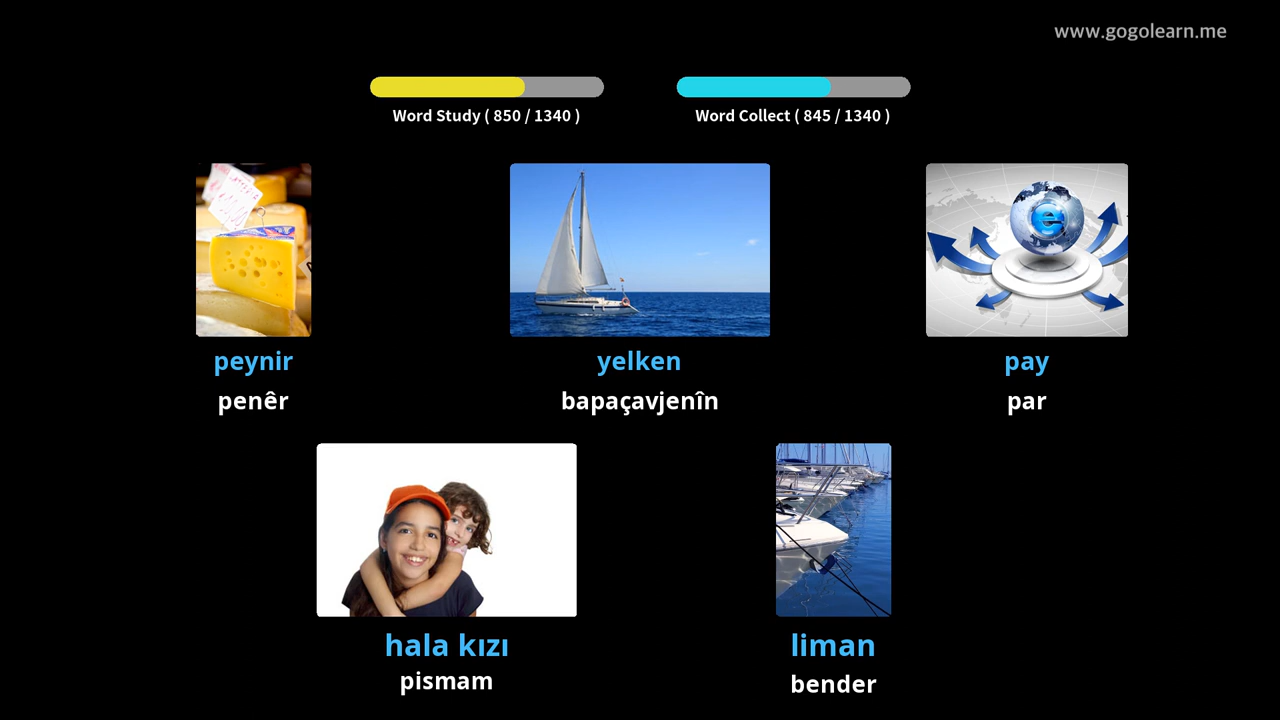 www.gogolearn.me
Word Study ( 850 / 1340 )
Word Collect ( 845 / 1340 )
peynir
penêr
yelken
bapaçavjenîn
pay
par
hala kızı
pismam
liman
bender